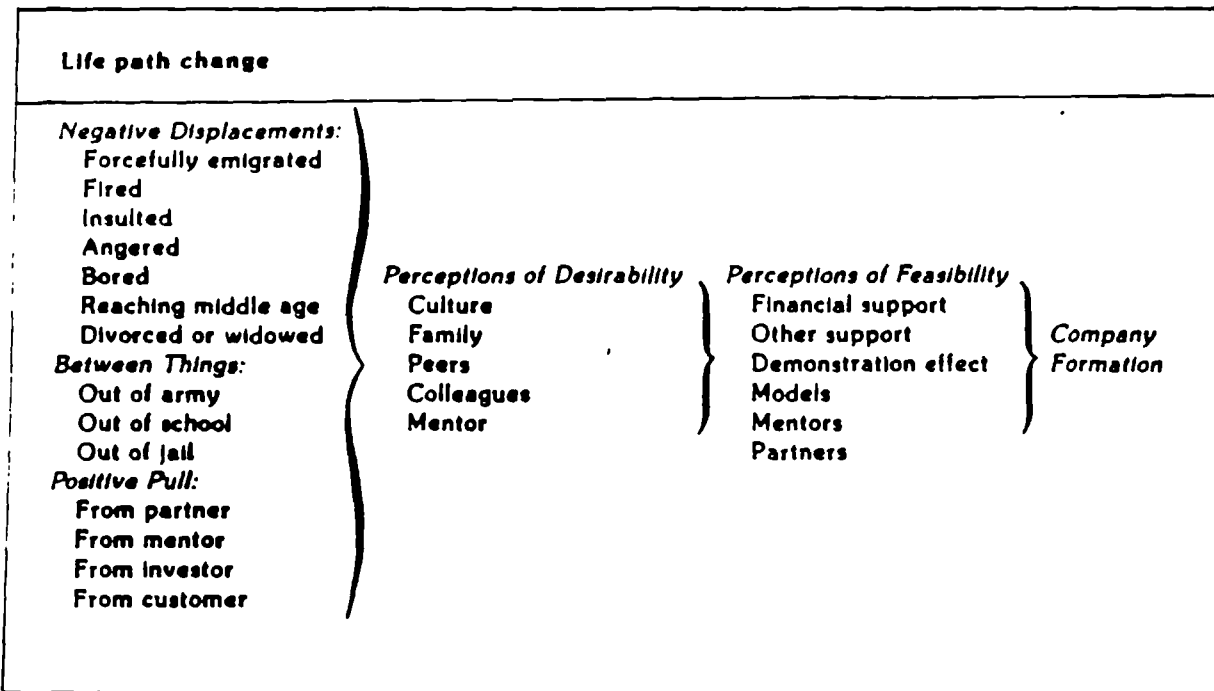 Life path change
Negative Displacements:
Forcefully emigrated
Fired
Insulted
Angered
Bored
Reaching middle age
Divorced or widowed
Between Things:
Out of army
Out of school
Out of jail
Positive Pull:
From partner
From mentor
From investor
From customer
Perceptions of Desirability
Culture
Family
Peers
Colleagues
Mentor
Perceptions of Feasibility
Financial support
Other support
Demonstration effect
Models
Mentors
Partners
Company
Formation